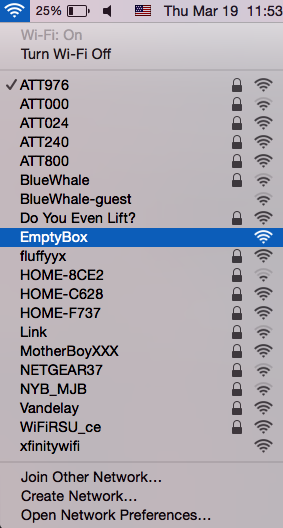 25% Thu Mar 19 11:53
Wi-Fi: On
Turn Wi-Fi Off
ATT976
ATT000
ATT024
ATT240
ATT800
BlueWhale
BlueWhale-guest
Do You Even Lift?
EmptyBox
fluffyyx
HOME-8CE2
HOME-C628
HOME-F737
Link
MotherBoyXXX
NETGEAR37
NYB_MJB
Vandelay
WiFiRSU_ce
xfinitywifi
Join Other Network...
Create Network...
Open Network Preferences...